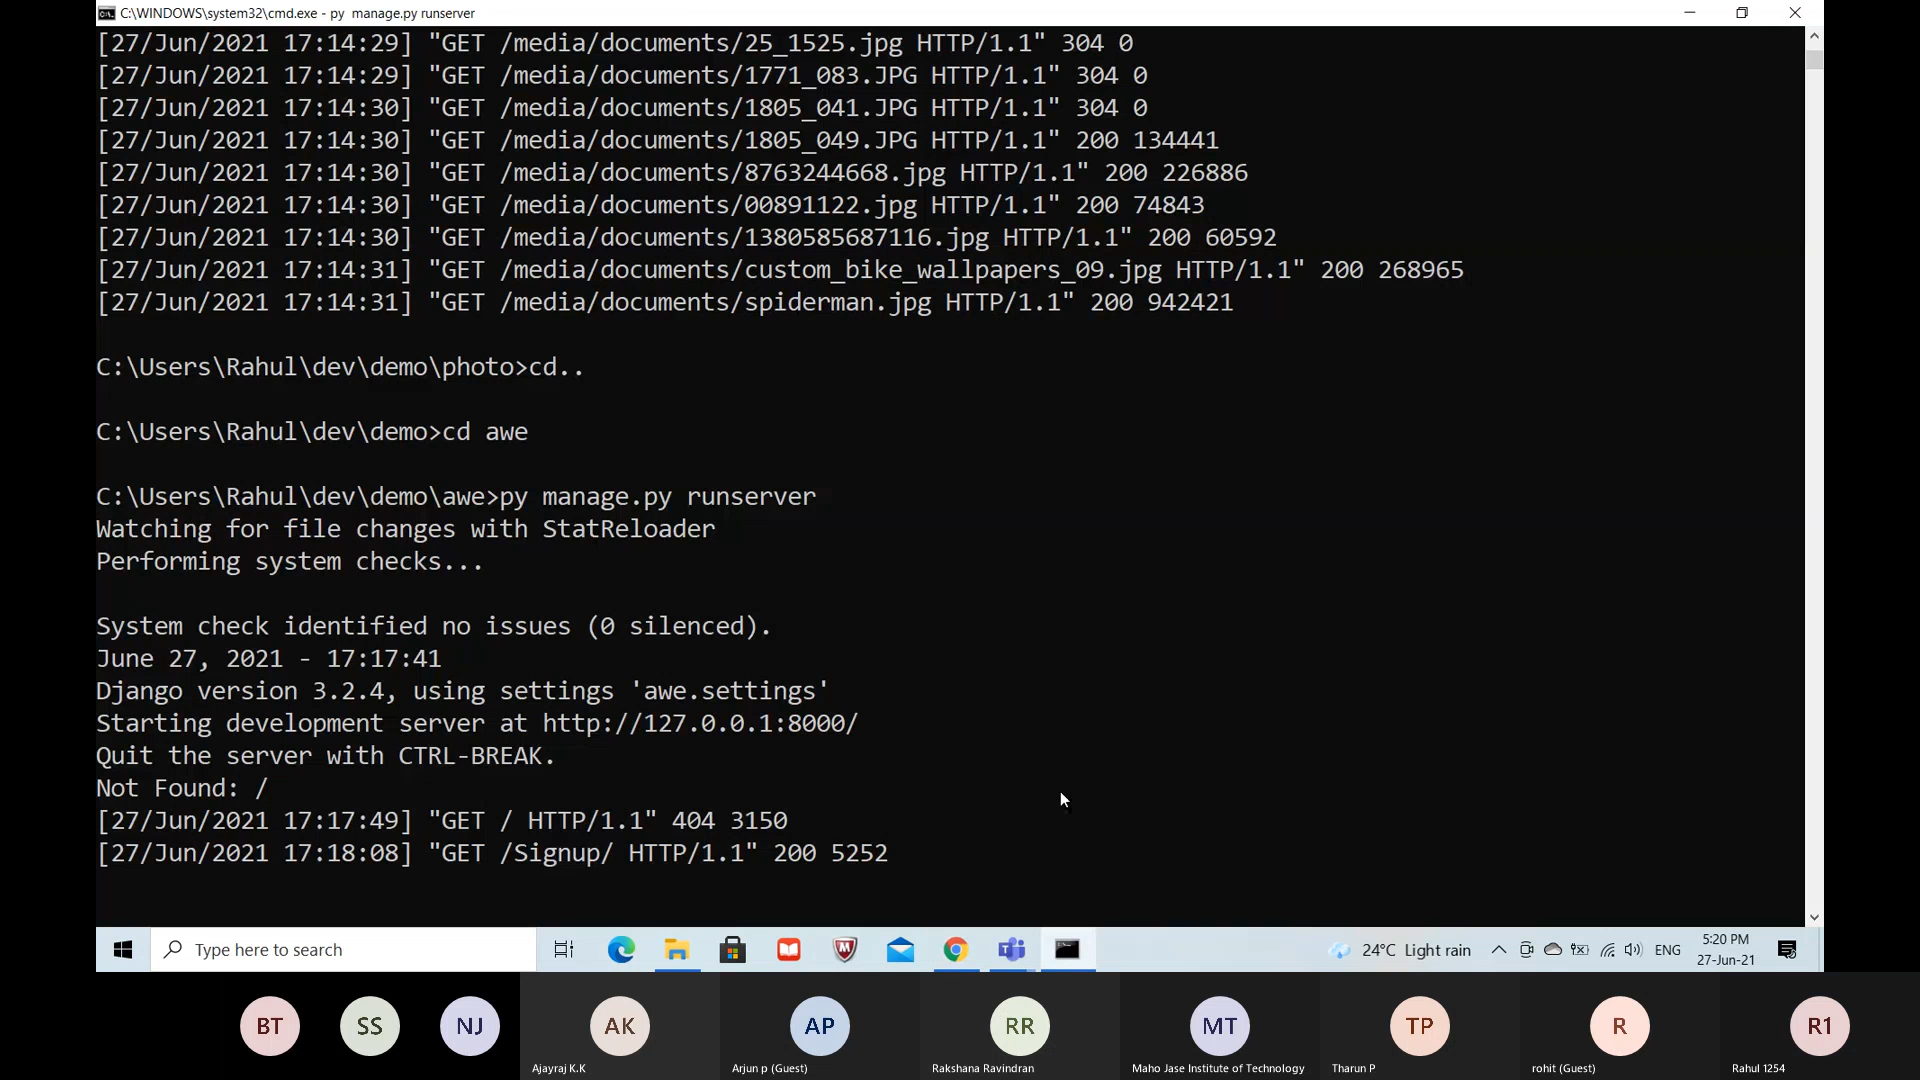 C:\WINDOWS\system32\cmd.exe - py  manage.py runserver
[27/Jun/2021 17:14:29] "GET /media/documents/25_1525.jpg HTTP/1.1" 304 0
[27/Jun/2021 17:14:29] "GET /media/documents/1771_083.JPG HTTP/1.1" 304 0
[27/Jun/2021 17:14:30] "GET /media/documents/1805_041.JPG HTTP/1.1" 304 0
[27/Jun/2021 17:14:30] "GET /media/documents/1805_049.JPG HTTP/1.1" 200 134441
[27/Jun/2021 17:14:30] "GET /media/documents/8763244668.jpg HTTP/1.1" 200 226886
[27/Jun/2021 17:14:30] "GET /media/documents/00891122.jpg HTTP/1.1" 200 74843
[27/Jun/2021 17:14:30] "GET /media/documents/1380585687116.jpg HTTP/1.1" 200 60592
[27/Jun/2021 17:14:31] "GET /media/documents/custom_bike_wallpapers_09.jpg HTTP/1.1" 200 268965
[27/Jun/2021 17:14:31] "GET /media/documents/spiderman.jpg HTTP/1.1" 200 942421
C:\Users\Rahul\dev\demo\photo>cd..
C:\Users\Rahul\dev\demo>cd awe
C:\Users\Rahul\dev\demo\awe>py manage.py runserver
Watching for file changes with StatReloader
Performing system checks...
System check identified no issues (0 silenced).
June 27, 2021 - 17:17:41
Django version 3.2.4, using settings 'awe.settings'
Starting development server at http://127.0.0.1:8000/
Quit the server with CTRL-BREAK.
Not Found: /
[27/Jun/2021 17:17:49] "GET / HTTP/1.1" 404 3150
[27/Jun/2021 17:18:08] "GET /Signup/ HTTP/1.1" 200 5252
Type here to search
24°C Light rain
ENG
5:20 PM
27-Jun-21
BT SS NJ AK AP RR MT TP R R1
Ajayraj K.K
Arjun p (Guest)
Rakshana Ravindran
Maho Jase Institute of Technology
Tharun P
rohit (Guest)
Rahul 1254